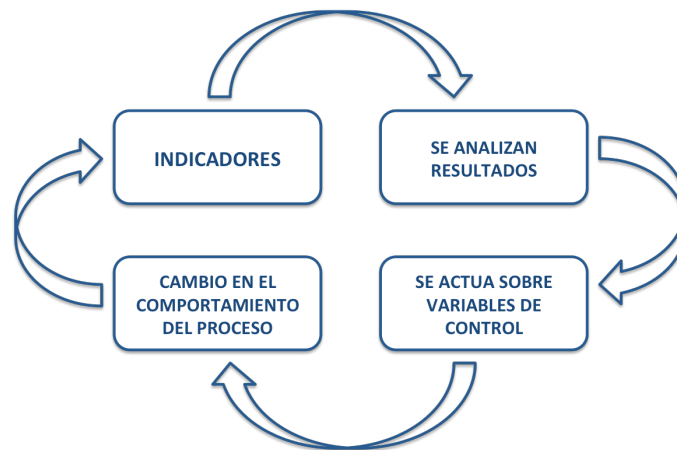 INDICADORES
SE ANALIZAN
RESULTADOS
CAMBIO EN EL
COMPORTAMIENTO
DEL PROCESO
SE ACTUA SOBRE
VARIABLES DE
CONTROL